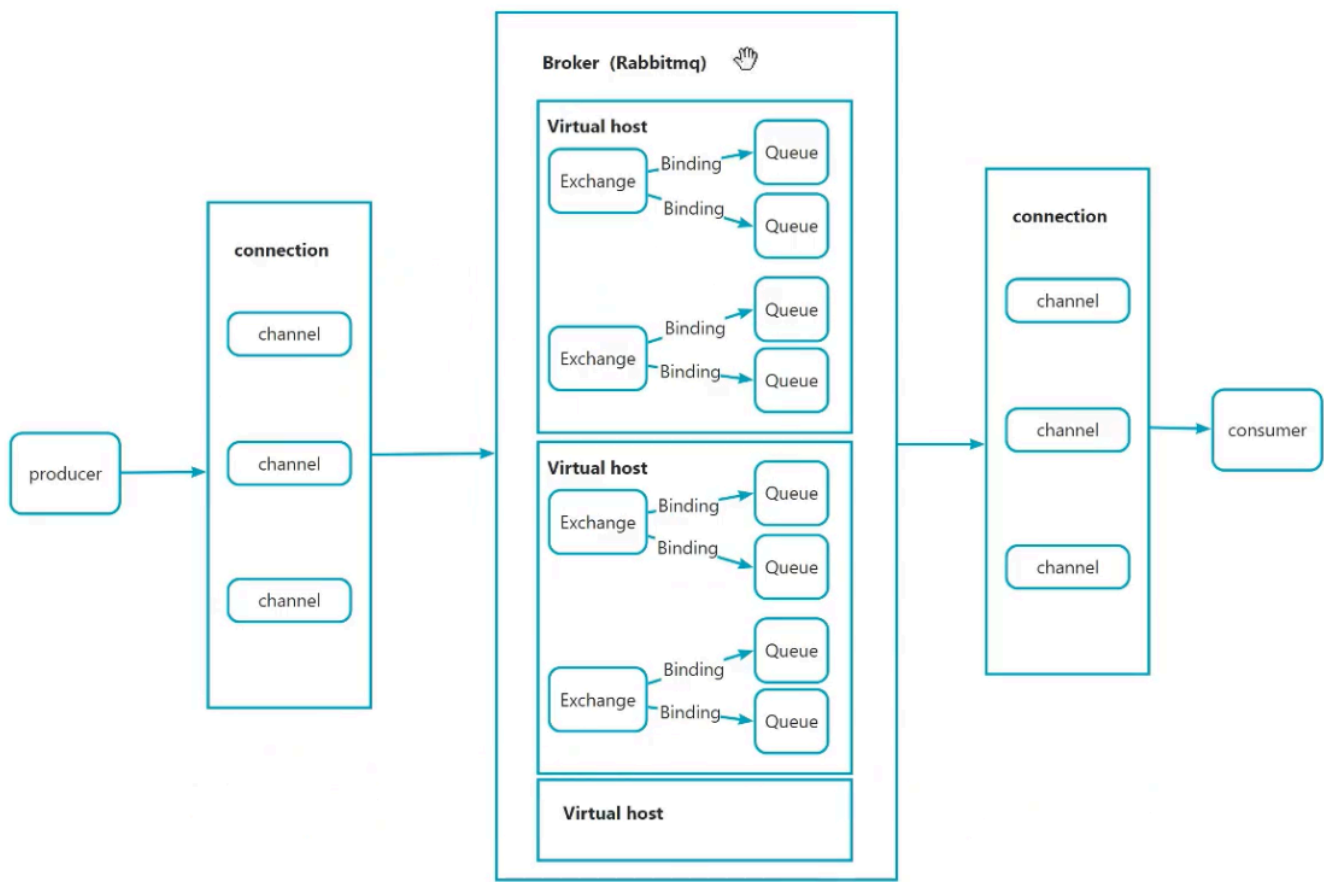 Broker (Rabbitmq)
Virtual host
Exchange
Binding
Queue
Binding
Queue
Exchange
Binding
Queue
Binding
Queue
Virtual host
Exchange
Binding
Queue
Binding
Queue
Exchange
Binding
Queue
Binding
Queue
Virtual host
producer
connection
channel
channel
channel
connection
channel
channel
channel
consumer